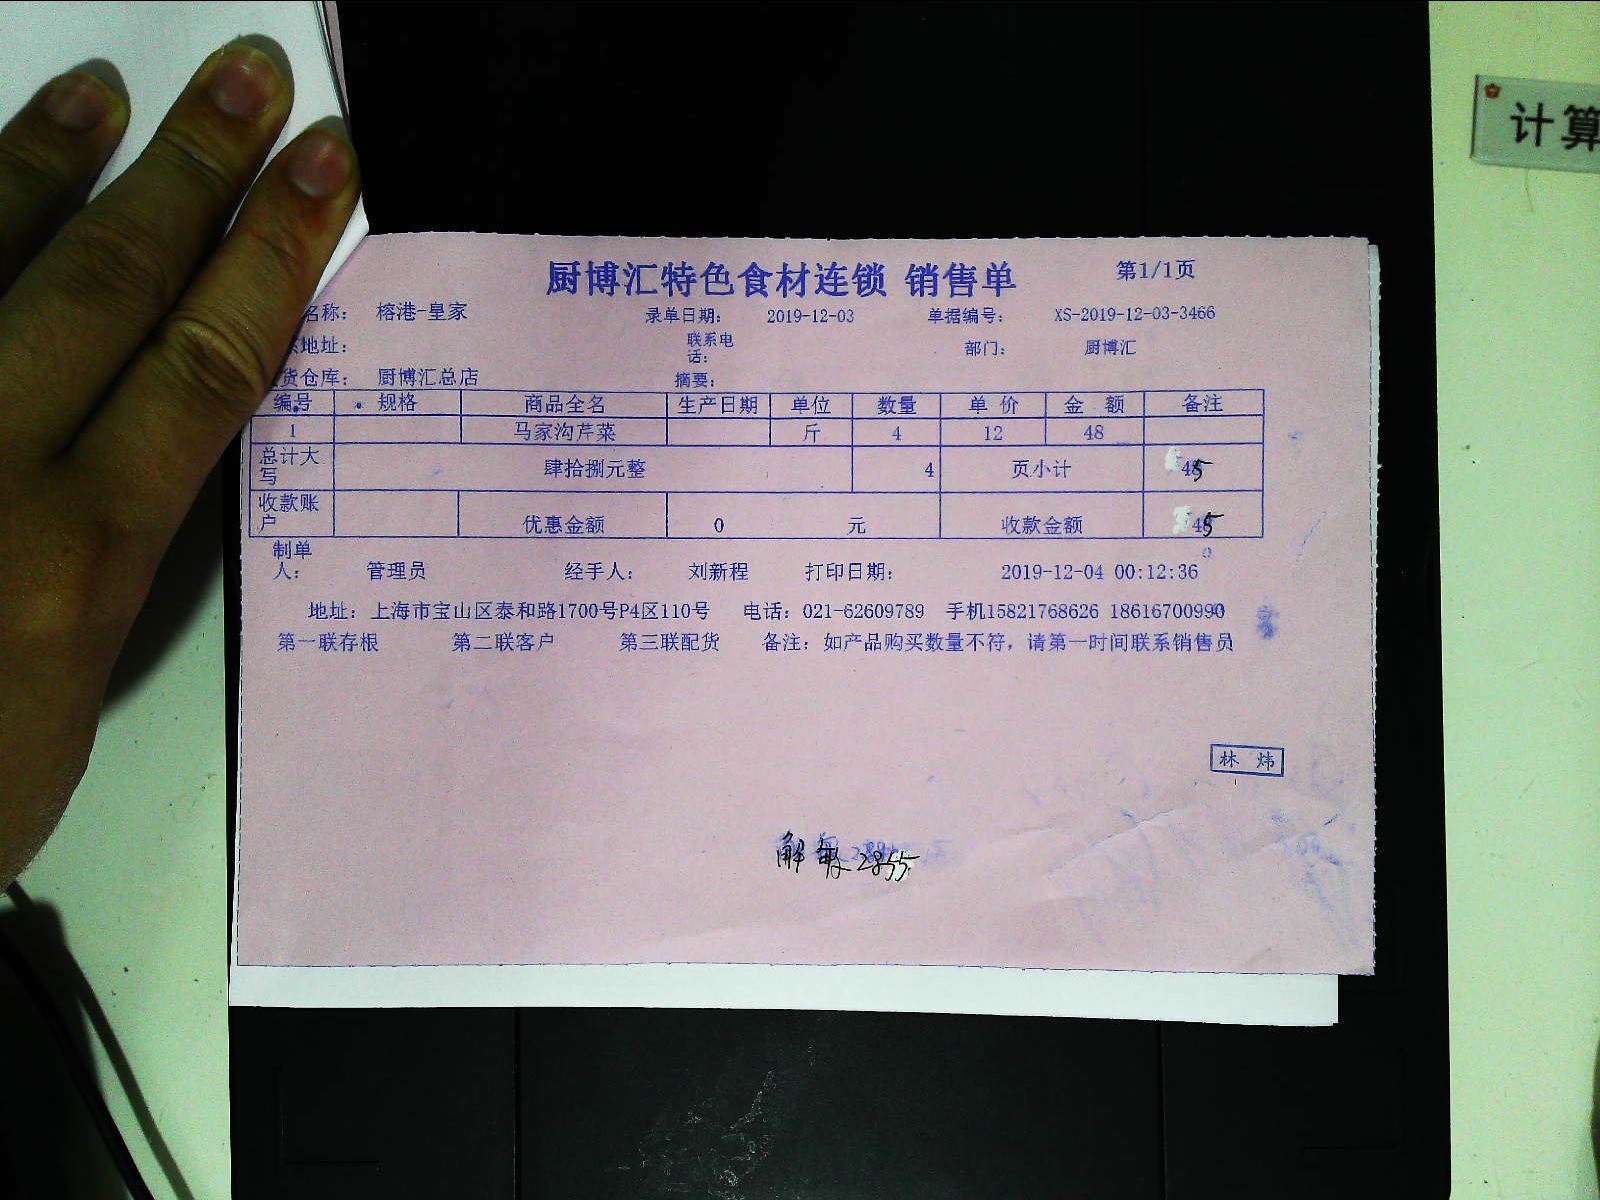 计算
厨博汇特色食材连锁 销售单 第1/1页
名称： 榕港-皇家 录单日期： 2019-12-03 单据编号： XS-2019-12-03-3466
地址： 联系电话： 部门： 厨博汇
货仓库： 厨博汇总店 摘要：
编号 规格 商品全名 生产日期 单位 数量 单价 金额 备注
1 马家沟芹菜 斤 4 12 48
总计大写 肆拾捌元整 4 页小计
收款账户 优惠金额 0 元 收款金额
制单人： 管理员 经手人： 刘新程 打印日期： 2019-12-04 00:12:36
地址：上海市宝山区泰和路1700号P4区110号 电话：021-62609789 手机15821768626 18616700990
第一联存根 第二联客户 第三联配货 备注：如产品购买数量不符，请第一时间联系销售员
林炜
解敏2855